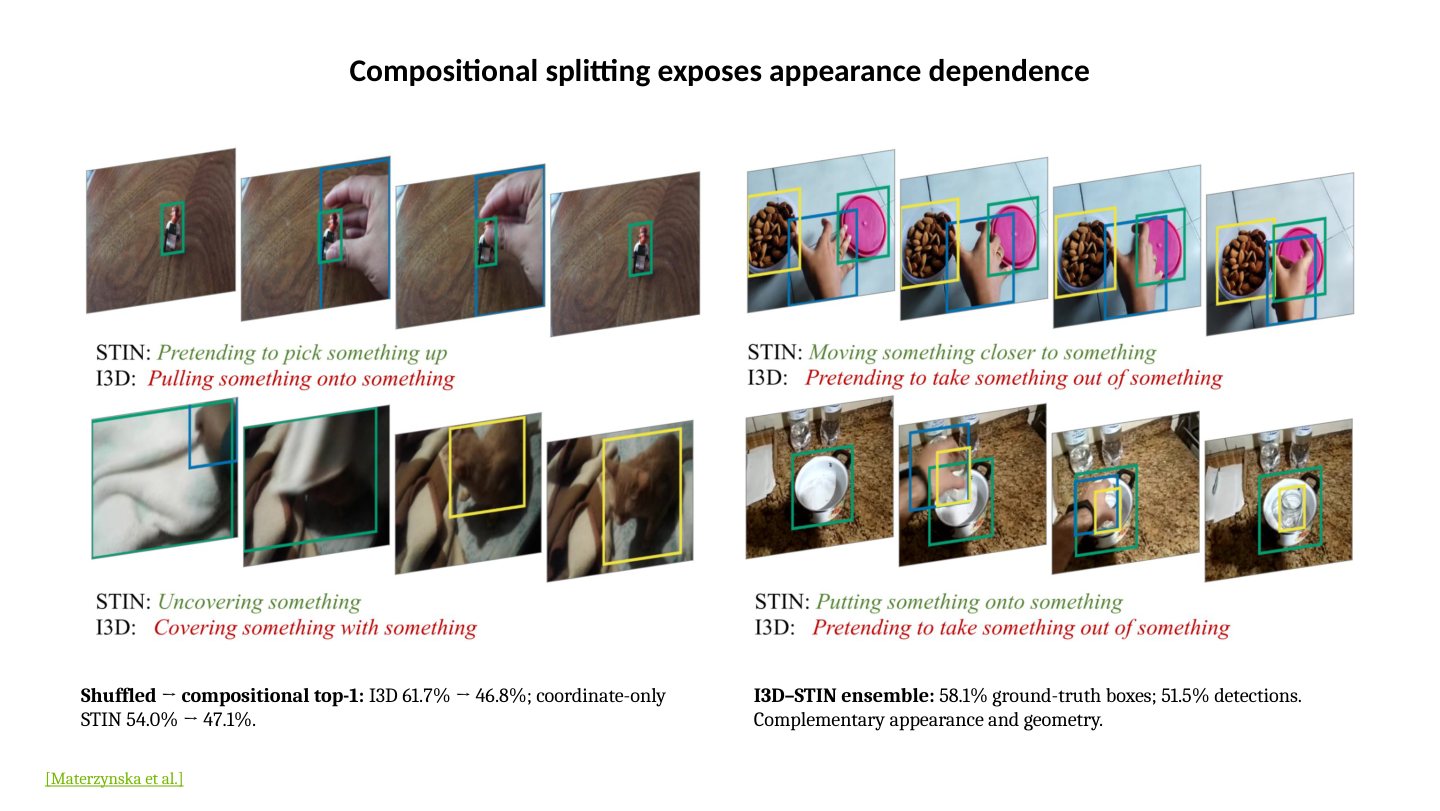 Compositional splitting exposes appearance dependence
STIN: Pretending to pick something up
I3D: Pulling something onto something
STIN: Moving something closer to something
I3D: Pretending to take something out of something
STIN: Uncovering something
I3D: Covering something with something
STIN: Putting something onto something
I3D: Pretending to take something out of something
Shuffled → compositional top-1: I3D 61.7% → 46.8%; coordinate-only
STIN 54.0% → 47.1%.
I3D–STIN ensemble: 58.1% ground-truth boxes; 51.5% detections.
Complementary appearance and geometry.
[Materzynska et al.]